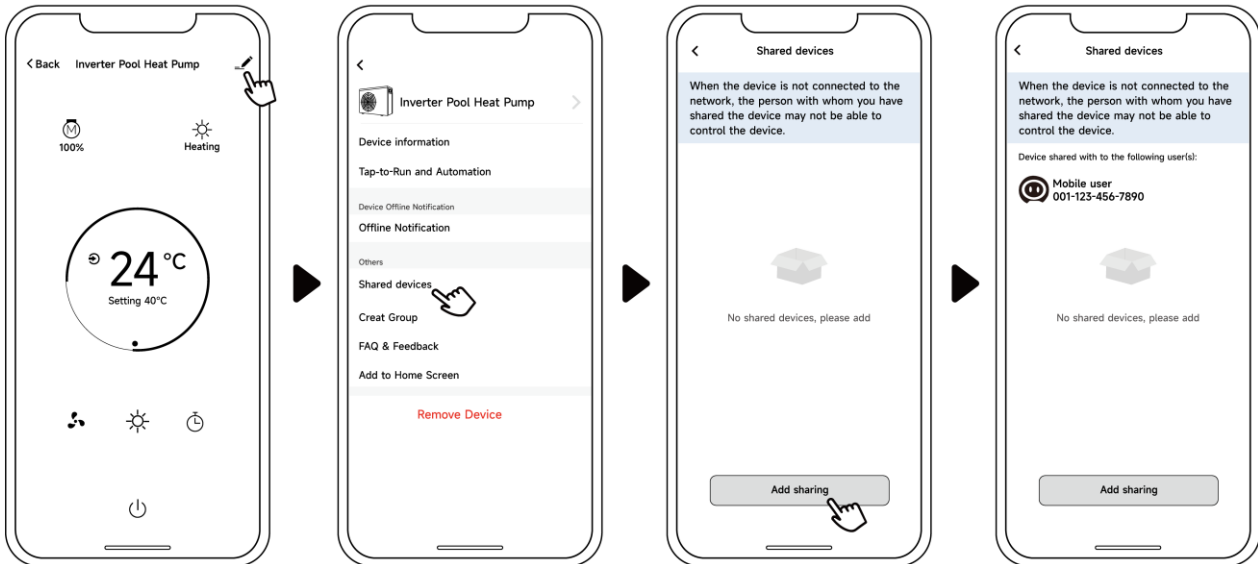 Back Inverter Pool Heat Pump
M
100%
Heating
24 °C
Setting 40°C
Inverter Pool Heat Pump
Device information
Tap-to-Run and Automation
Device Offline Notification
Offline Notification
Others
Shared devices
Creat Group
FAQ & Feedback
Add to Home Screen
Remove Device
Shared devices
When the device is not connected to the
network, the person with whom you have
shared the device may not be able to
control the device.
No shared devices, please add
Add sharing
Shared devices
When the device is not connected to the
network, the person with whom you have
shared the device may not be able to
control the device.
Device shared with to the following user(s):
Mobile user
001-123-456-7890
No shared devices, please add
Add sharing